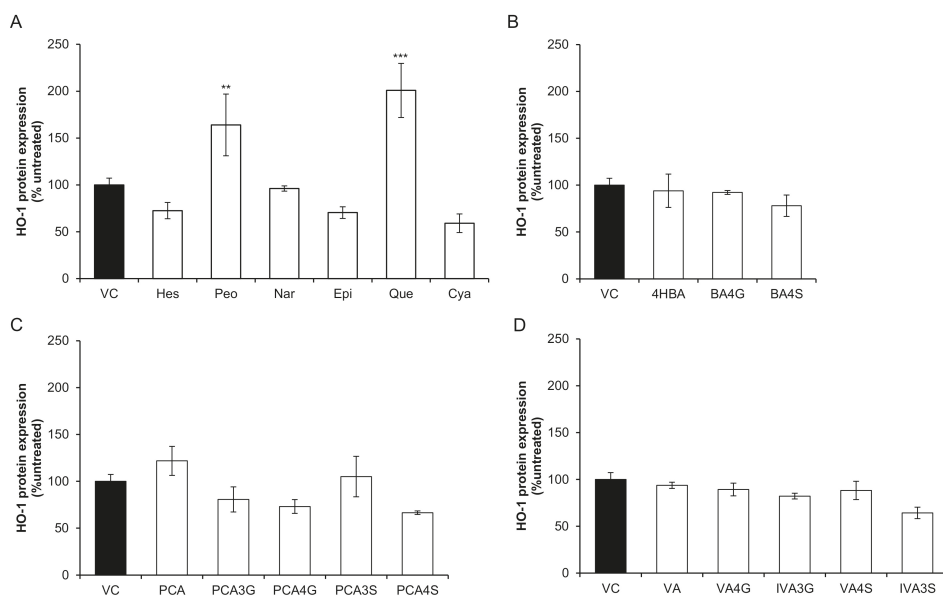 A
HO-1 protein expression
(% untreated)
250
200
150
100
50
0
**
***
VC Hes Peo Nar Epi Que Cya
B
HO-1 protein expression
(%untreated)
250
200
150
100
50
0
VC 4HBA BA4G BA4S
C
HO-1 protein expression
(%untreated)
250
200
150
100
50
0
VC PCA PCA3G PCA4G PCA3S PCA4S
D
HO-1 protein expression
(%untreated)
250
200
150
100
50
0
VC VA VA4G IVA3G VA4S IVA3S